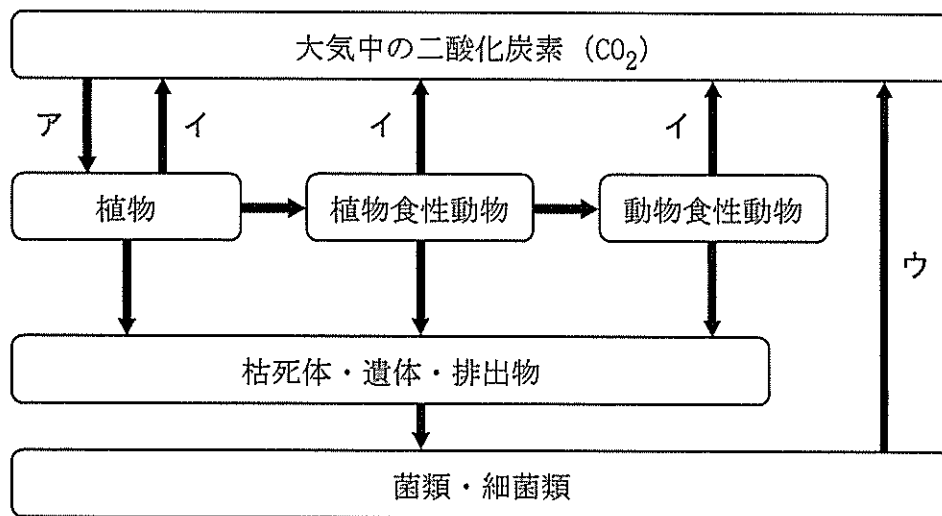 大気中の二酸化炭素 (CO₂)
ア
イ
イ
イ
植物
植物食性動物
動物食性動物
ウ
枯死体・遺体・排出物
菌類・細菌類